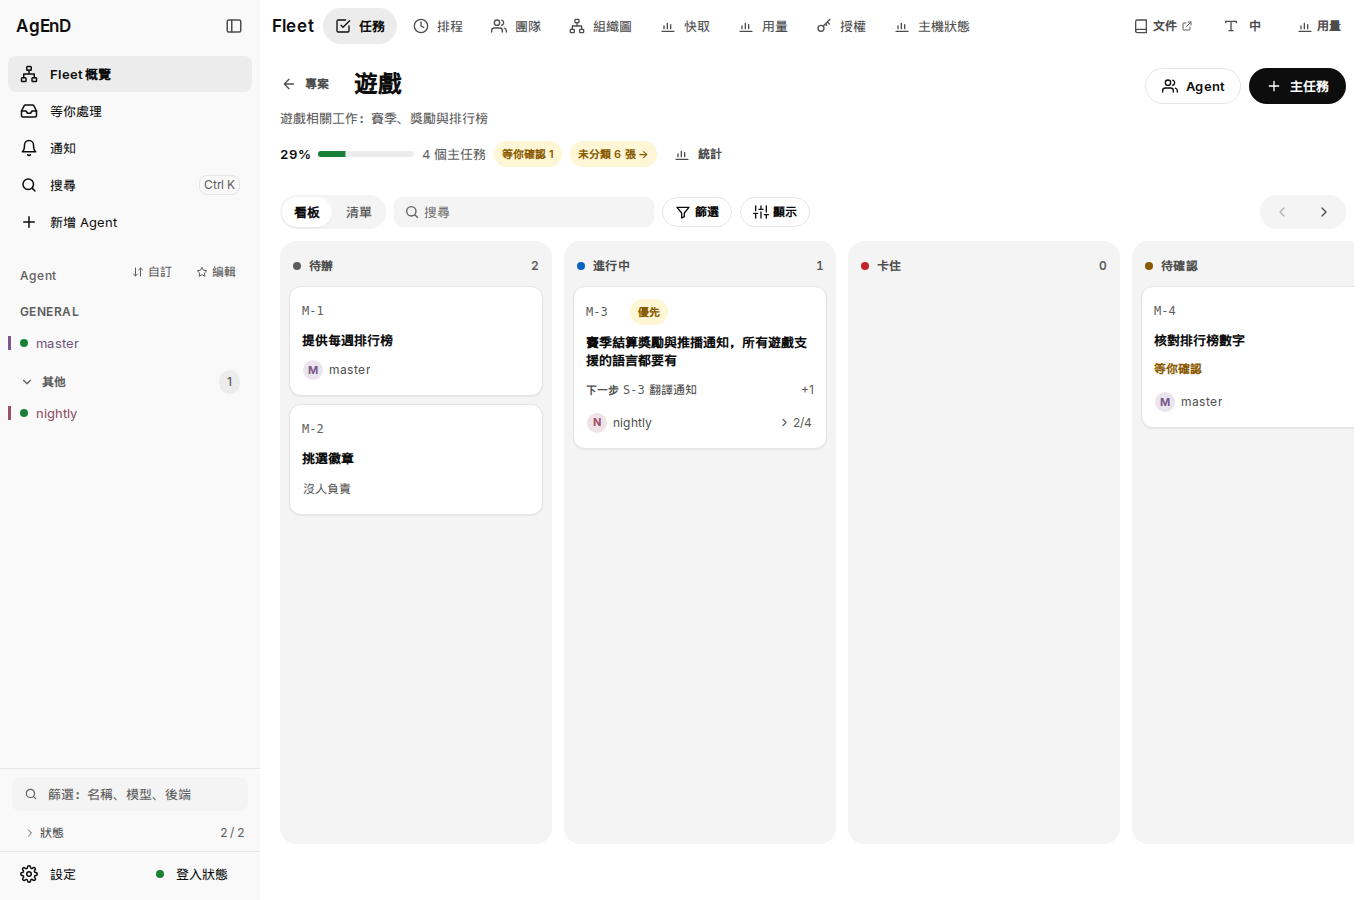 AgEnD
Fleet 概覽
等你處理
通知
搜尋
Ctrl K
新增 Agent
Agent
自訂
編輯
GENERAL
master
其他
1
nightly
篩選：名稱、模型、後端
狀態
2 / 2
設定
登入狀態
Fleet
任務
排程
團隊
組織圖
快取
用量
授權
主機狀態
文件
中
用量
專案
遊戲
Agent
主任務
遊戲相關工作：賽季、獎勵與排行榜
29%
4 個主任務
等你確認 1
未分類 6 張 →
統計
看板
清單
搜尋
篩選
顯示
待辦
2
M-1
提供每週排行榜
M
master
M-2
挑選徽章
沒人負責
進行中
1
M-3
優先
賽季結算獎勵與推播通知，所有遊戲支
援的語言都要有
下一步 S-3 翻譯通知
+1
N
nightly
2/4
卡住
0
待確認
M-4
核對排行榜數字
等你確認
M
master